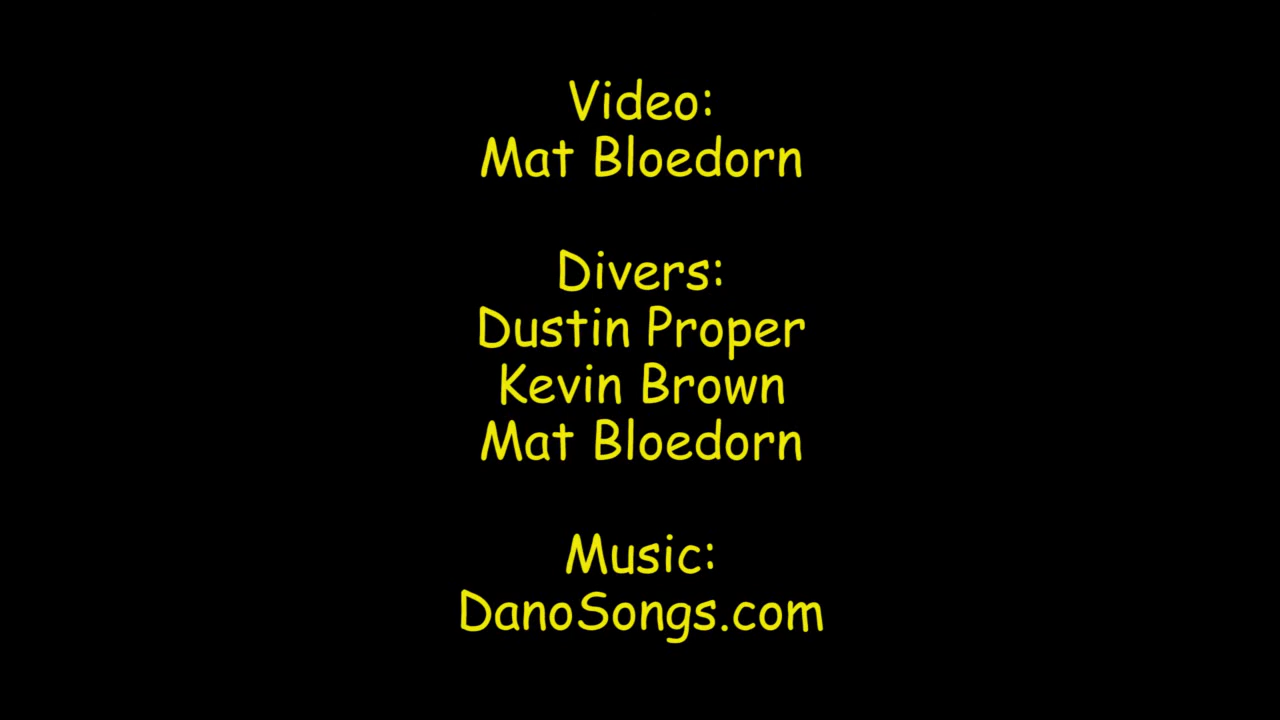 Video:
Mat Bloedorn
Divers:
Dustin Proper
Kevin Brown
Mat Bloedorn
Music:
DanoSongs.com